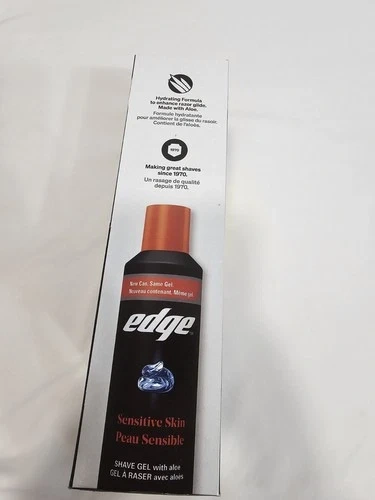 Hydrating Formula
to enhance razor glide.
Made with Aloe.
Formule hydratante
pour améliorer la glisse du rasoir.
Contient de l'aloès.
1970
Making great shaves
since 1970.
Un rasage de qualité
depuis 1970.
New Can. Same Gel
Nouveau contenant. Même gel
edge
Sensitive Skin
Peau Sensible
SHAVE GEL with aloe
GEL À RASER avec aloès